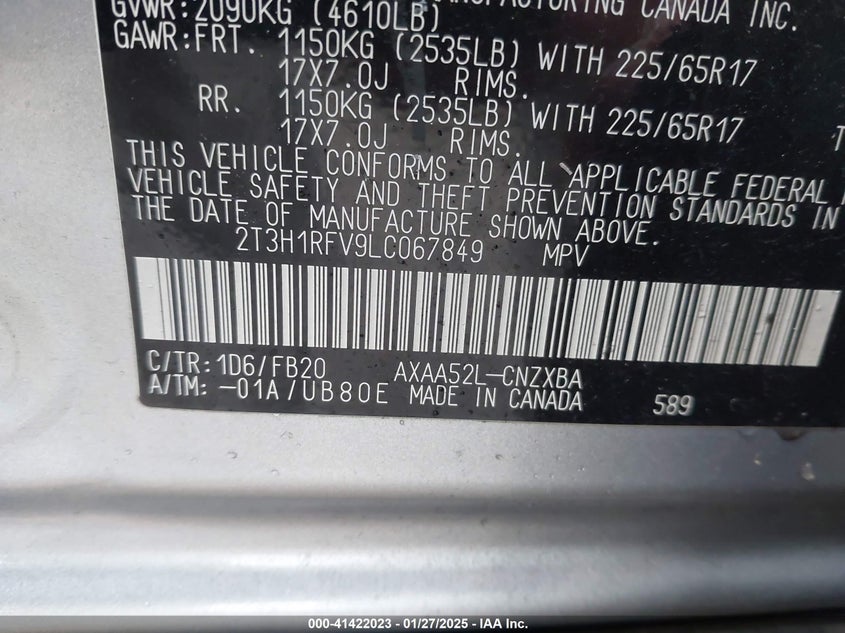 MANUFACTURING CANADA INC.
GVWR:2090KG (4610LB)
GAWR:FRT. 1150KG (2535LB) WITH 225/65R17
17X7.0J RIMS.
RR. 1150KG (2535LB) WITH 225/65R17
17X7.0J RIMS.
THIS VEHICLE CONFORMS TO ALL APPLICABLE FEDERAL
VEHICLE SAFETY AND THEFT PREVENTION STANDARDS IN
THE DATE OF MANUFACTURE SHOWN ABOVE.
2T3H1RFV9LC067849 MPV
C/TR:1D6/FB20 AXAA52L-CNZXBA
A/TM:-01A/UB80E MADE IN CANADA 589
000-41422023 — 01/27/2025 — IAA Inc.